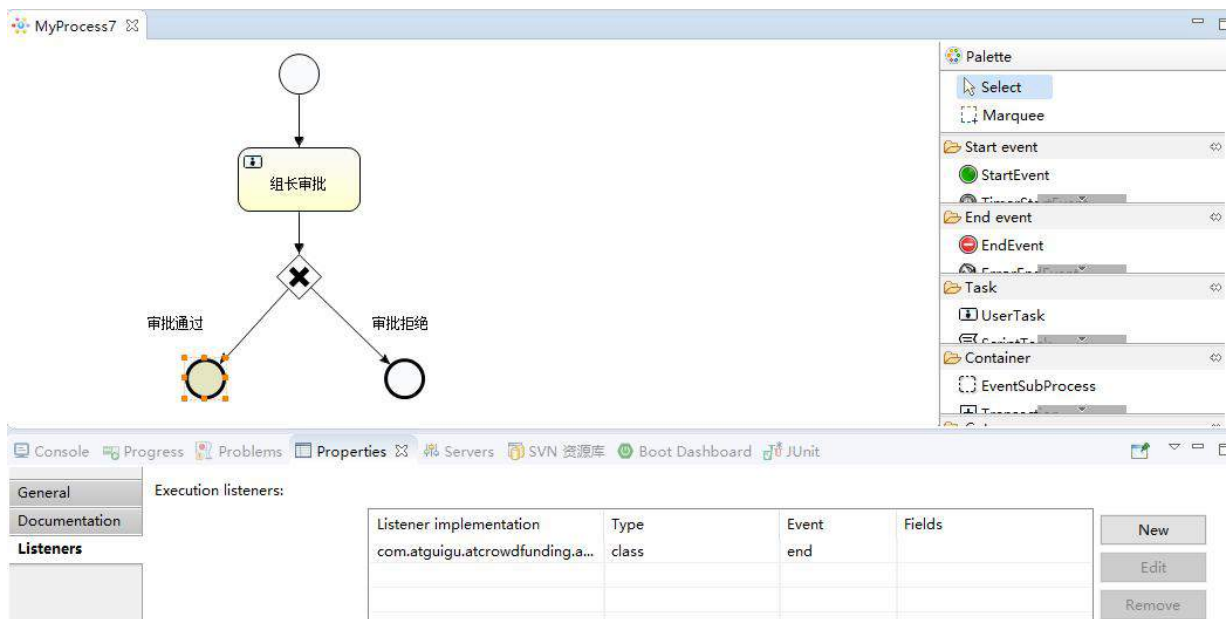 MyProcess7
Palette
Select
Marquee
Start event
StartEvent
End event
EndEvent
Task
UserTask
Container
EventSubProcess
组长审批
审批通过
审批拒绝
Console Progress Problems Properties Servers SVN 资源库 Boot Dashboard JUnit
General
Documentation
Listeners
Execution listeners:
Listener implementation Type Event Fields
com.atguigu.atcrowdfunding.a... class end
New
Edit
Remove